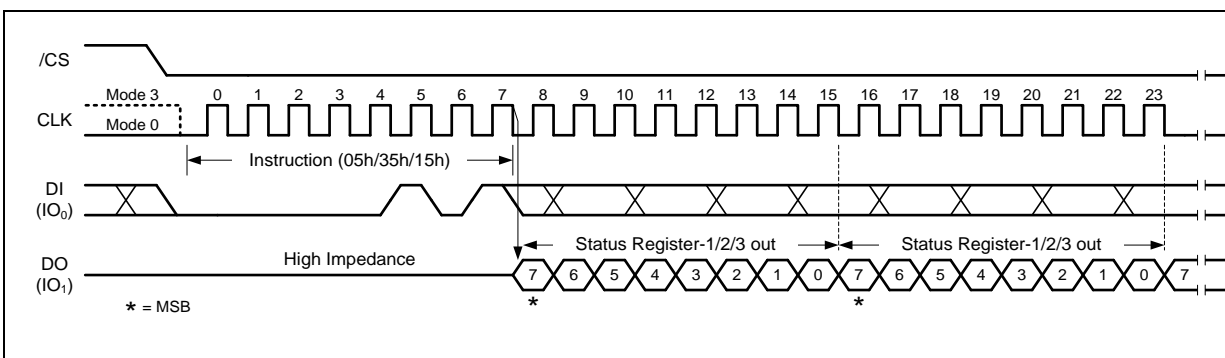 /CS
Mode 3
0 1 2 3 4 5 6 7 8 9 10 11 12 13 14 15 16 17 18 19 20 21 22 23
CLK
Mode 0
Instruction (05h/35h/15h)
DI
(IO₀)
Status Register-1/2/3 out Status Register-1/2/3 out
High Impedance
DO
(IO₁)
7 6 5 4 3 2 1 0 7 6 5 4 3 2 1 0 7
* *
* = MSB